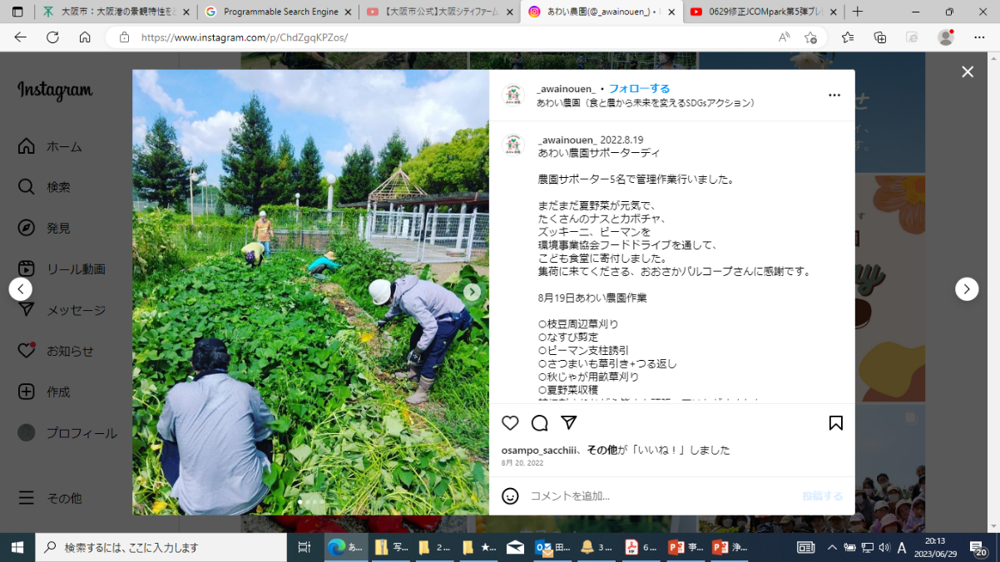 大阪市：大阪港の景観特性を
Programmable Search Engine
【大阪市公式】大阪シティファーム
あわい農園(@_awainouen_)・I
0629修正JCOMpark第5弾プレビ
https://www.instagram.com/p/ChdZgqKPZos/
Instagram
ホーム
検索
発見
リール動画
メッセージ
お知らせ
作成
プロフィール
その他
_awainouen_ • フォローする
あわい農園（食と農から未来を変えるSDGsアクション）
_awainouen_ 2022.8.19
あわい農園サポーターディ
農園サポーター5名で管理作業行いました。
まだまだ夏野菜が元気で、
たくさんのナスとカボチャ、
ズッキーニ、ピーマンを
環境事業協会フードドライブを通して、
こども食堂に寄付しました。
集荷に来てくださる、おおさかパルコープさんに感謝です。
8月19日あわい農園作業
○枝豆周辺草刈り
○なすび剪定
○ピーマン支柱誘引
○さつまいも草引き+つる返し
○秋じゃが用畝草刈り
○夏野菜収穫
osampo_sacchiii、その他が「いいね！」しました
8月 20, 2022
コメントを追加...
投稿する
検索するには、ここに入力します
あ...
写...
2...
★...
田...
3...
6...
事...
浄...
A
20:13
2023/06/29
20